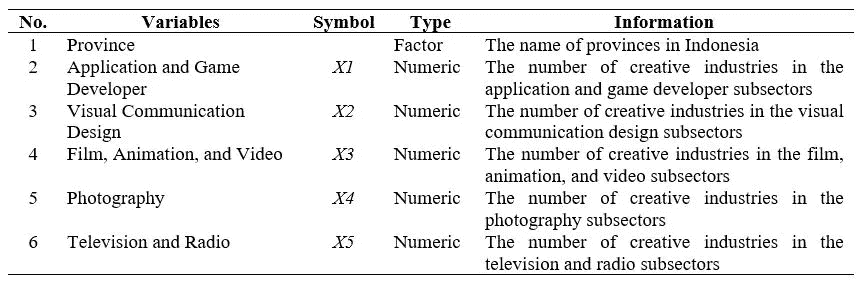 No. Variables Symbol Type Information
1 Province Factor The name of provinces in Indonesia
2 Application and Game X1 Numeric The number of creative industries in the
Developer application and game developer subsectors
3 Visual Communication X2 Numeric The number of creative industries in the visual
Design communication design subsectors
4 Film, Animation, and Video X3 Numeric The number of creative industries in the film,
animation, and video subsectors
5 Photography X4 Numeric The number of creative industries in the
photography subsectors
6 Television and Radio X5 Numeric The number of creative industries in the
television and radio subsectors